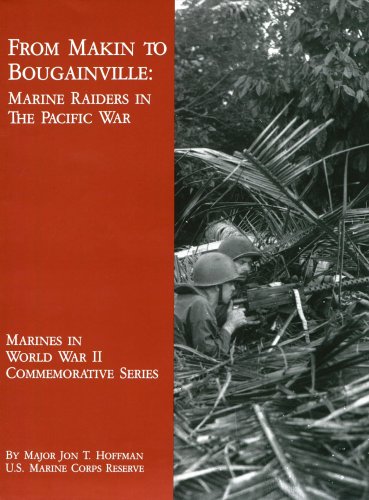 From Makin to
Bougainville:
Marine Raiders in
The Pacific War
Marines in
World War II
Commemorative Series
By Major Jon T. Hoffman
U.S. Marine Corps Reserve